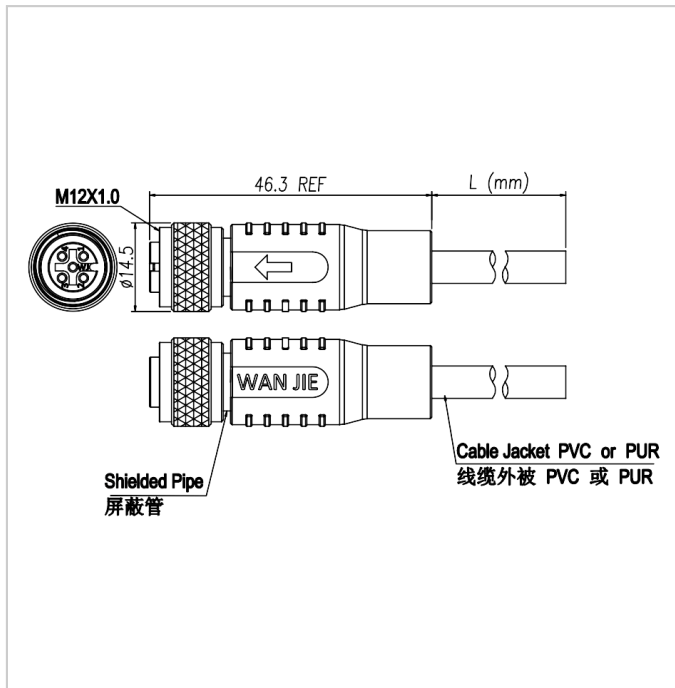 46.3 REF
L (mm)
M12X1.0
ø14.5
WAN JIE
Cable Jacket PVC or PUR
线缆外被 PVC 或 PUR
Shielded Pipe
屏蔽管